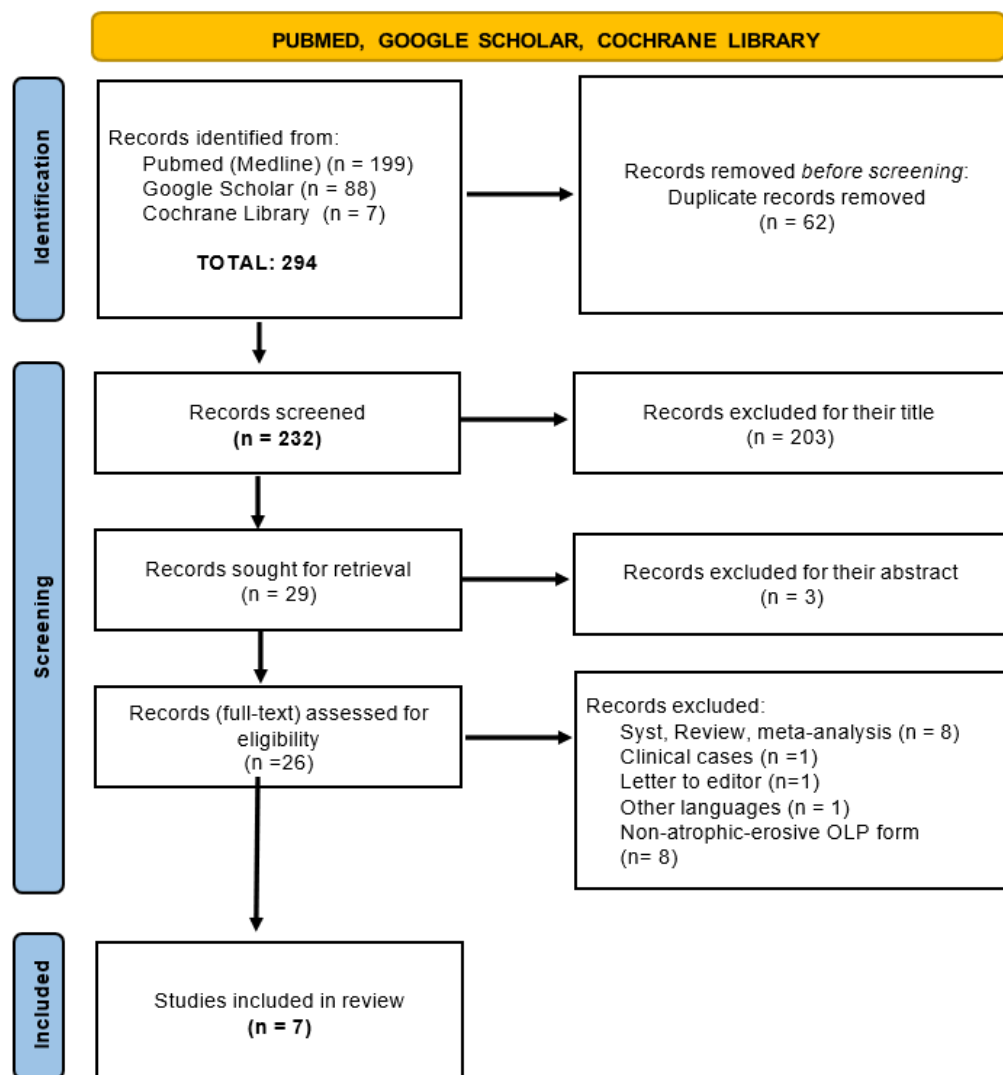 PUBMED, GOOGLE SCHOLAR, COCHRANE LIBRARY
Identification
Records identified from:
Pubmed (Medline) (n = 199)
Google Scholar (n = 88)
Cochrane Library (n = 7)
TOTAL: 294
Records removed before screening:
Duplicate records removed
(n = 62)
Screening
Records screened
(n = 232)
Records excluded for their title
(n = 203)
Records sought for retrieval
(n = 29)
Records excluded for their abstract
(n = 3)
Records (full-text) assessed for
eligibility
(n =26)
Records excluded:
Syst, Review, meta-analysis (n = 8)
Clinical cases (n =1)
Letter to editor (n=1)
Other languages (n = 1)
Non-atrophic-erosive OLP form
(n= 8)
Included
Studies included in review
(n = 7)